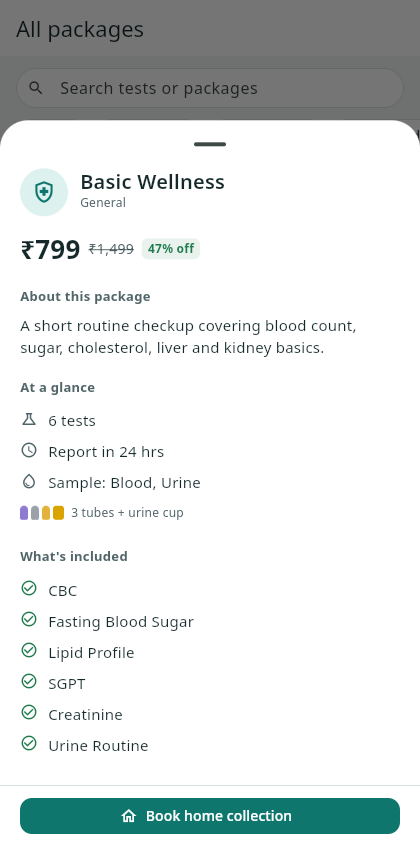 All packages
Search tests or packages
Basic Wellness
General
₹799 ₹1,499 47% off
About this package
A short routine checkup covering blood count,
sugar, cholesterol, liver and kidney basics.
At a glance
6 tests
Report in 24 hrs
Sample: Blood, Urine
3 tubes + urine cup
What's included
CBC
Fasting Blood Sugar
Lipid Profile
SGPT
Creatinine
Urine Routine
Book home collection